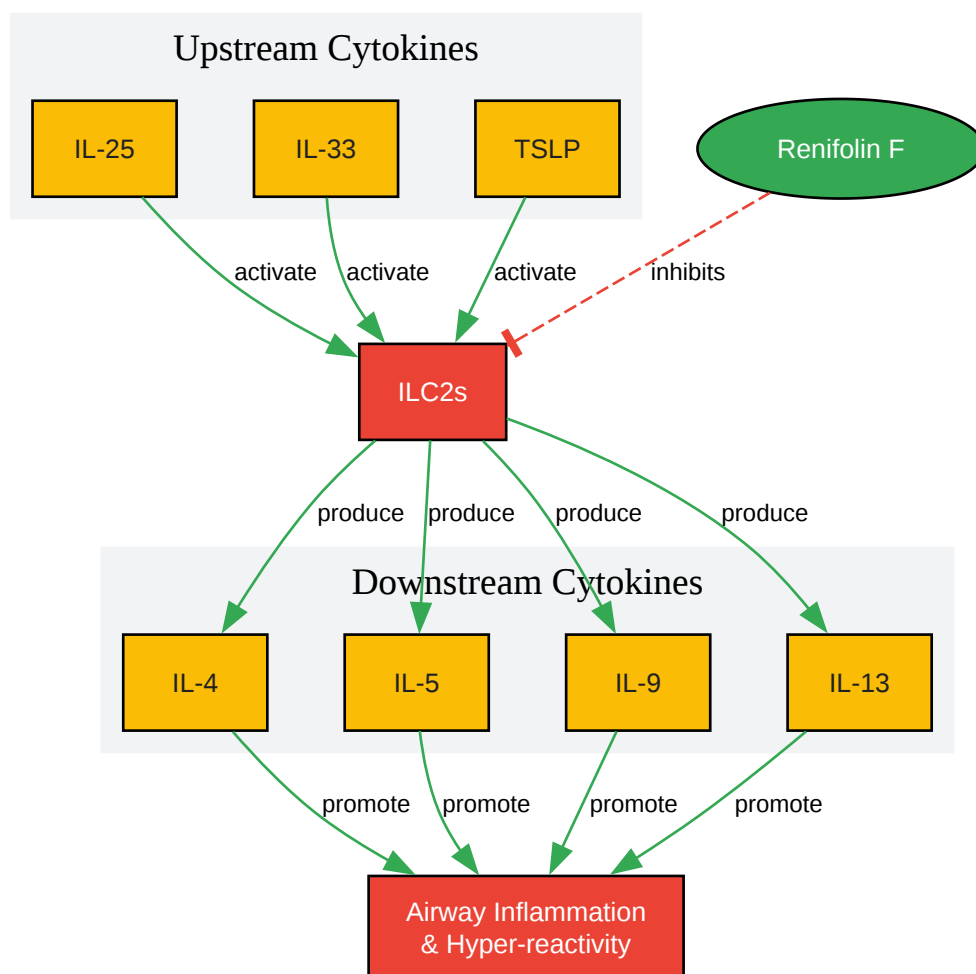 Upstream Cytokines
IL-25
IL-33
TSLP
Renifolin F
activate
activate
activate
inhibits
ILC2s
produce
produce
produce
produce
Downstream Cytokines
IL-4
IL-5
IL-9
IL-13
promote
promote
promote
promote
Airway Inflammation
& Hyper-reactivity